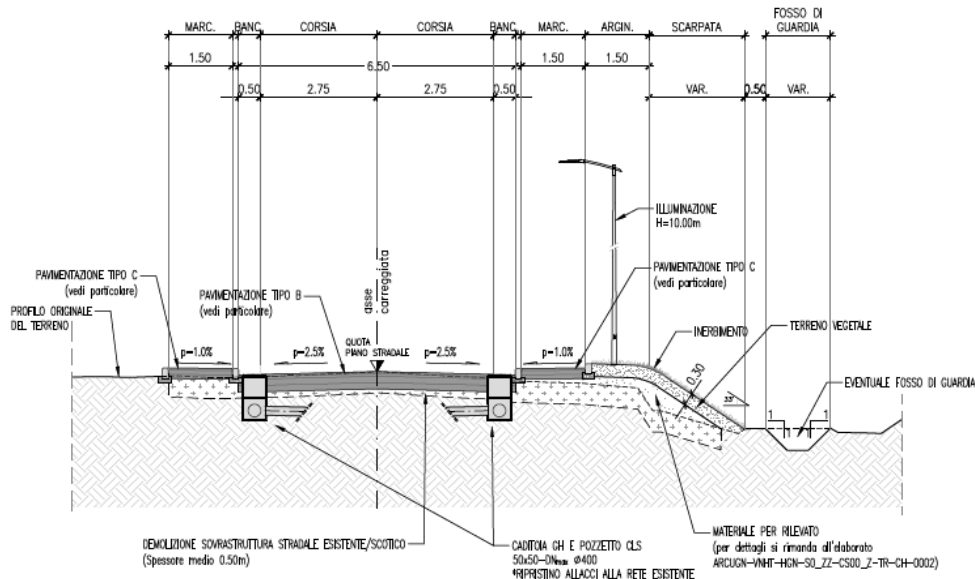 FOSSO DI
GUARDIA
MARC.
BANC.
CORSIA
CORSIA
BANC.
MARC.
ARGIN.
SCARPATA
1.50
6.50
1.50
1.50
0.50
2.75
2.75
0.50
VAR.
0.50
VAR.
ILLUMINAZIONE
H=10.00m
PAVIMENTAZIONE TIPO C
(vedi particolare)
PAVIMENTAZIONE TIPO B
(vedi particolare)
asse
carreggiata
PAVIMENTAZIONE TIPO C
(vedi particolare)
PROFILO ORIGINALE
DEL TERRENO
QUOTA
PIANO STRADALE
INERBIMENTO
TERRENO VEGETALE
p=1.0%
p=2.5%
p=2.5%
p=1.0%
0.30
EVENTUALE FOSSO DI GUARDIA
33°
1
1
DEMOLIZIONE SOVRASTRUTTURA STRADALE ESISTENTE/SCOTICO
(Spessore medio 0.50m)
CADITOIA GH E POZZETTO CLS
50x50-DNmax Ø400
*RIPRISTINO ALLACCI ALLA RETE ESISTENTE
MATERIALE PER RILEVATO
(per dettagli si rimanda all'elaborato
ARCUGN-VNHT-HGN-S0_ZZ-CS00_Z-TR-CH-0002)